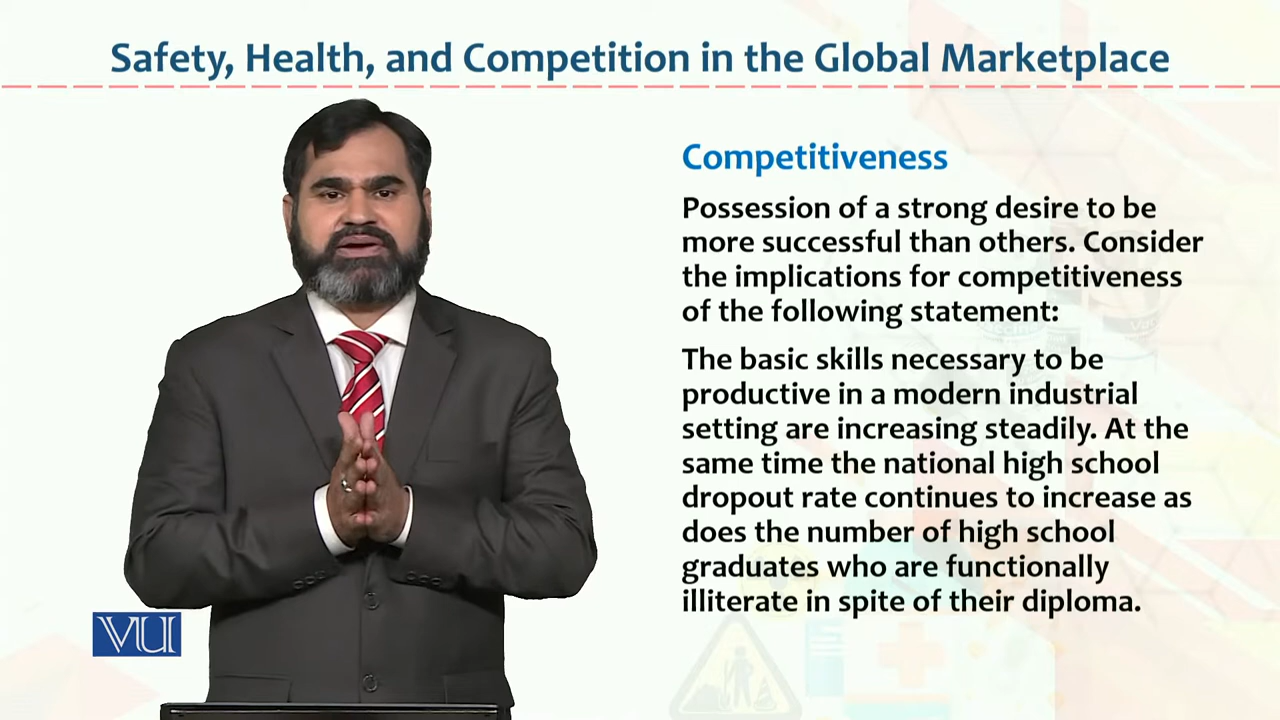 Safety, Health, and Competition in the Global Marketplace
Competitiveness
Possession of a strong desire to be
more successful than others. Consider
the implications for competitiveness
of the following statement:
The basic skills necessary to be
productive in a modern industrial
setting are increasing steadily. At the
same time the national high school
dropout rate continues to increase as
does the number of high school
graduates who are functionally
illiterate in spite of their diploma.
VU